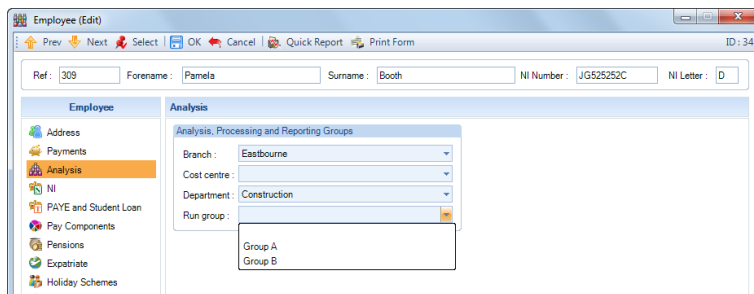 Employee (Edit)
Prev Next Select OK Cancel Quick Report Print Form ID : 34
Ref : 309 Forename : Pamela Surname : Booth NI Number : JG525252C NI Letter : D
Employee
Analysis
Address
Payments
Analysis
NI
PAYE and Student Loan
Pay Components
Pensions
Expatriate
Holiday Schemes
Analysis, Processing and Reporting Groups
Branch : Eastbourne
Cost centre :
Department : Construction
Run group :
Group A
Group B